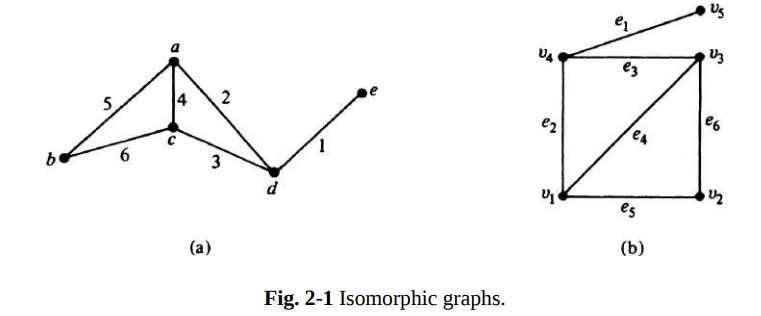 a
b
c
d
e
5
4
2
6
3
1
(a)
v₅
e₁
v₄
v₃
e₃
e₂
e₄
e₆
v₁
v₂
e₅
(b)
Fig. 2-1 Isomorphic graphs.